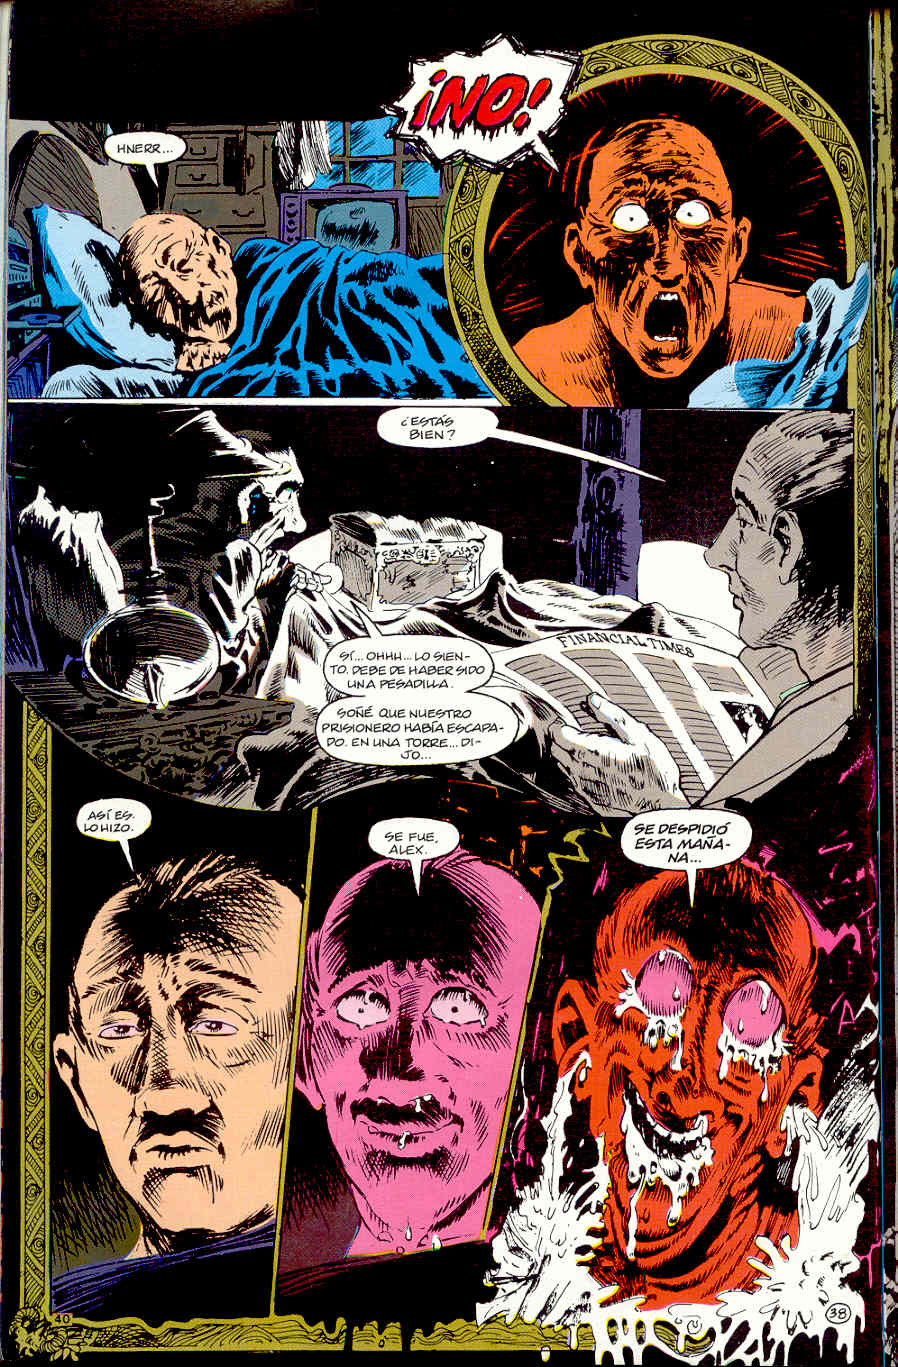 HNERR...
¡NO!
¿ESTÁS
BIEN?
FINANCIAL TIMES
SÍ... OHHH... LO SIEN-
TO. DEBE DE HABER SIDO
UNA PESADILLA.
SOÑÉ QUE NUESTRO
PRISIONERO HABÍA ESCAPA-
DO. EN UNA TORRE... DI-
JO...
ASÍ ES.
LO HIZO.
SE FUE,
ALEX.
SE DESPIDIÓ
ESTA MAÑA-
NA...
40
38